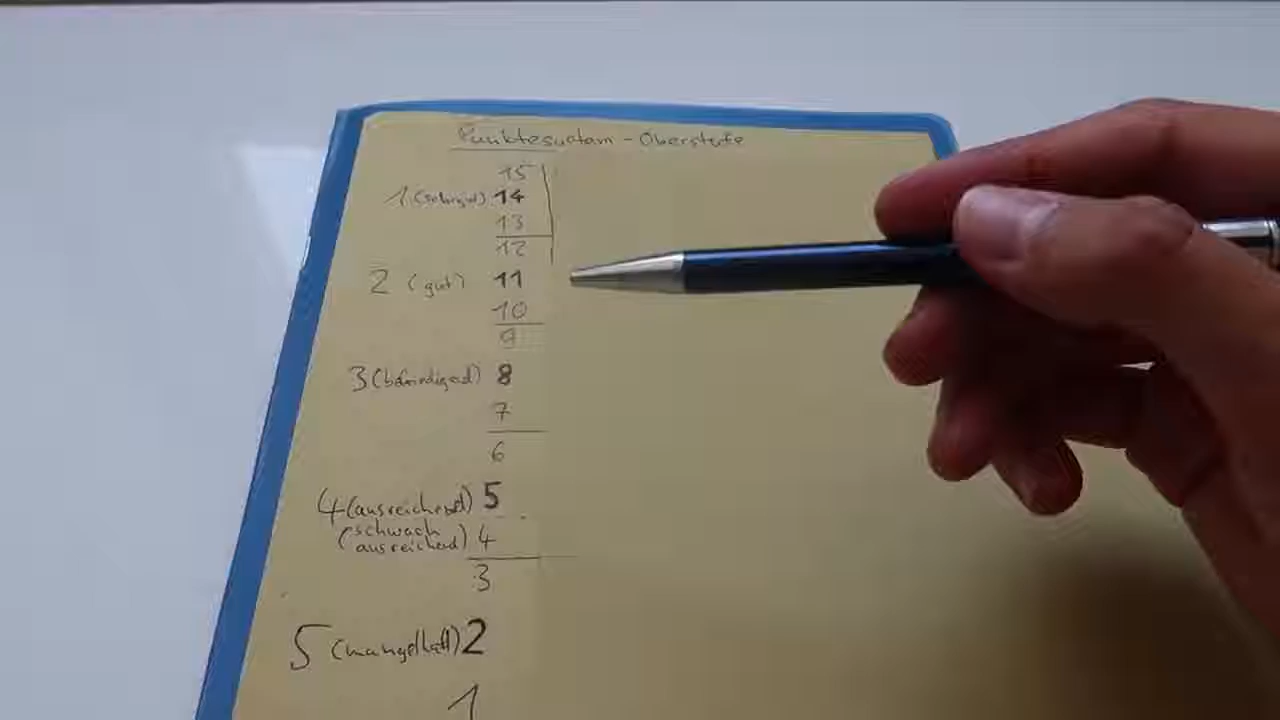 Punktesystem - Oberstufe
15
1 (sehr gut) 14
13
12
2 (gut) 11
10
9
3 (befriedigend) 8
7
6
4 (ausreichend) 5
(schwach ausreichend) 4
3
5 (mangelhaft) 2
1